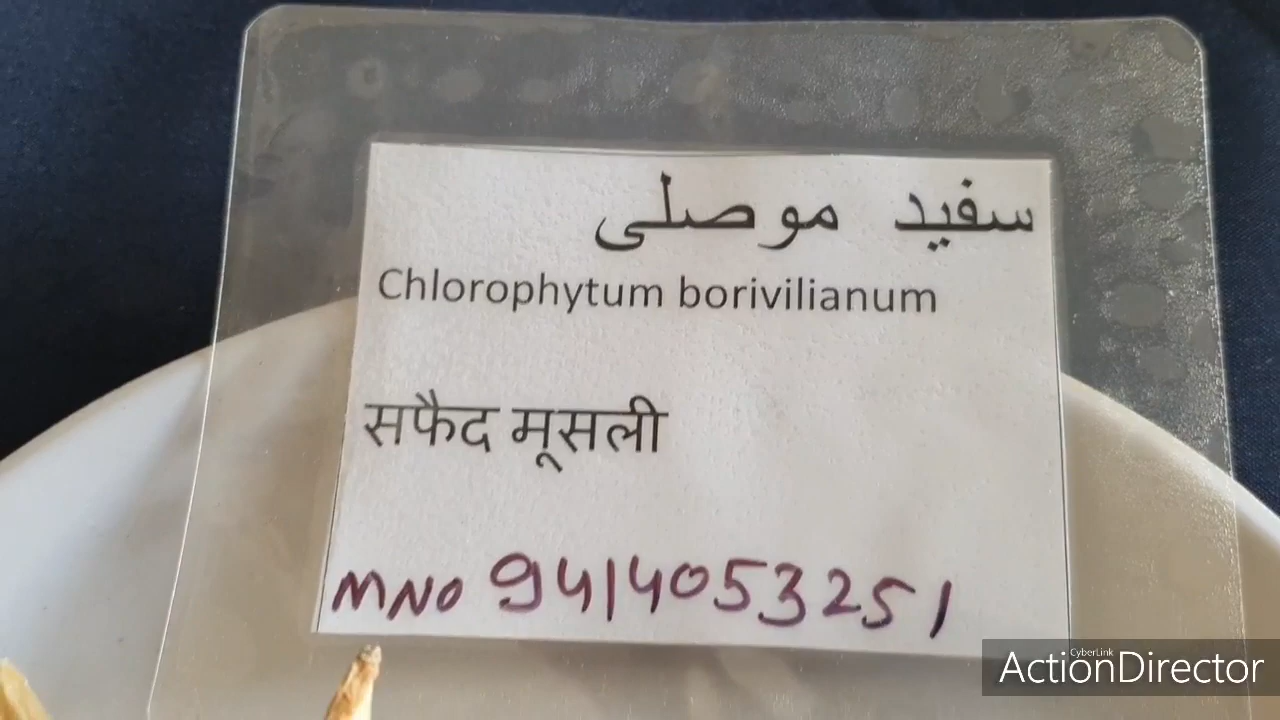 سفید موصلی
Chlorophytum borivilianum
सफैद मूसली
MNO 9414053251
CyberLink
ActionDirector